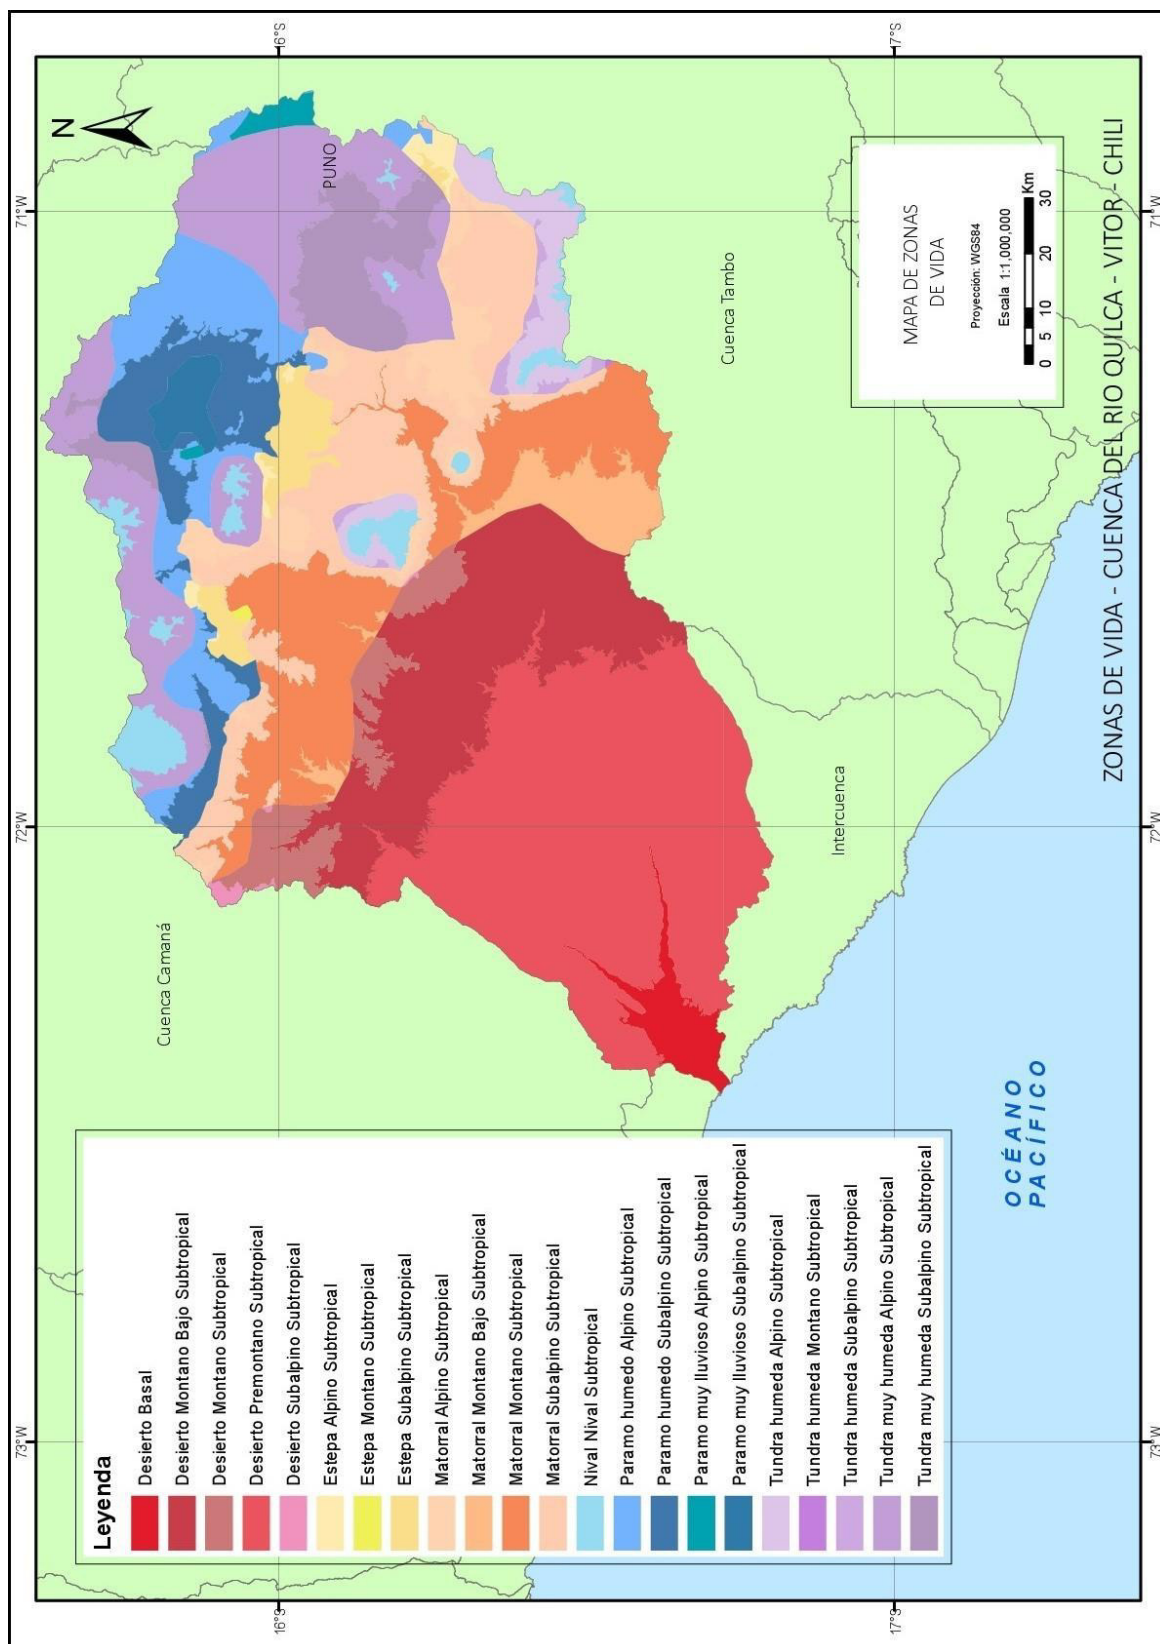 ZONAS DE VIDA - CUENCA DEL RIO QUILCA - VITOR - CHILI
73°W
72°W
71°W
73°W
72°W
71°W
16°S
17°S
16°S
17°S
N
Leyenda
Desierto Basal
Desierto Montano Bajo Subtropical
Desierto Montano Subtropical
Desierto Premontano Subtropical
Desierto Subalpino Subtropical
Estepa Alpino Subtropical
Estepa Montano Subtropical
Estepa Subalpino Subtropical
Matorral Alpino Subtropical
Matorral Montano Bajo Subtropical
Matorral Montano Subtropical
Matorral Subalpino Subtropical
Nival Subtropical
Paramo humedo Alpino Subtropical
Paramo humedo Subalpino Subtropical
Paramo muy lluvioso Alpino Subtropical
Paramo muy lluvioso Subalpino Subtropical
Tundra humeda Alpino Subtropical
Tundra humeda Montano Subtropical
Tundra humeda Subalpino Subtropical
Tundra muy humeda Alpino Subtropical
Tundra muy humeda Subalpino Subtropical
Cuenca Camaná
PUNO
Cuenca Tambo
Intercuenca
OCÉANO
PACÍFICO
MAPA DE ZONAS
DE VIDA
Proyección: WGS84
Escala 1:1,000,000
0 5 10 20 30 Km